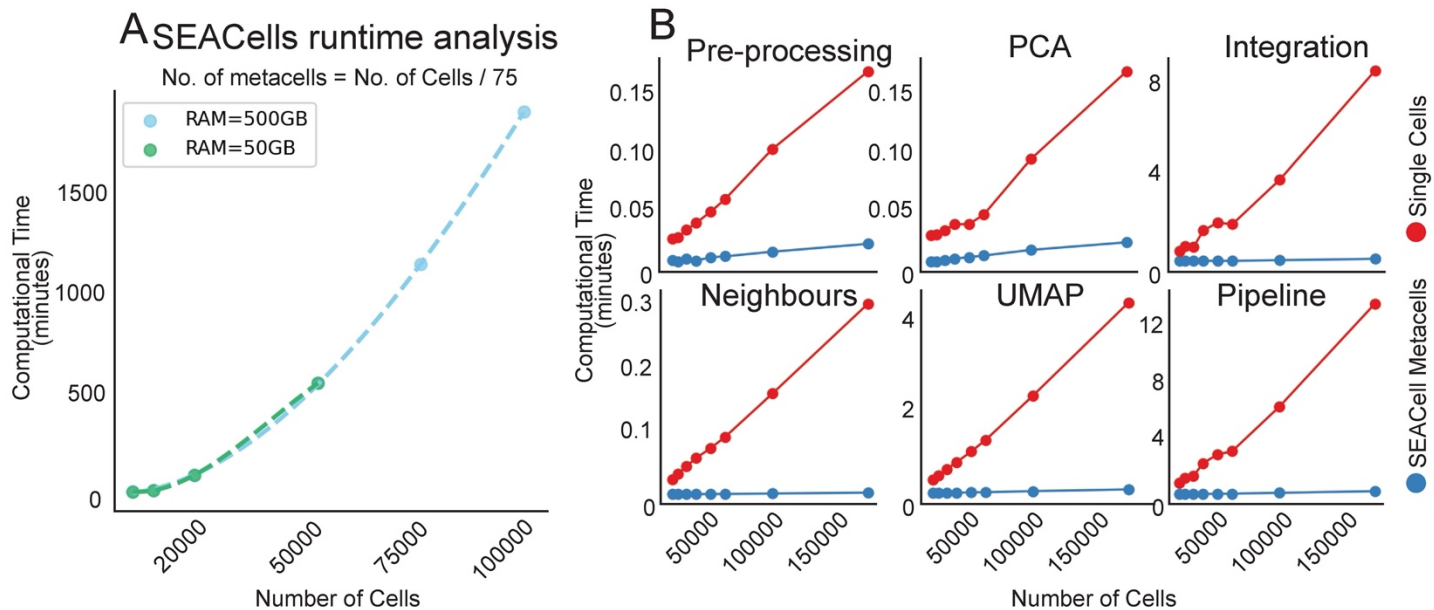 A
SEACells runtime analysis
No. of metacells = No. of Cells / 75
RAM=500GB
RAM=50GB
Computational Time
(minutes)
1500
1000
500
0
20000
50000
75000
100000
Number of Cells
B
Computational Time
(minutes)
Pre-processing
0.15
0.10
0.05
0
PCA
0.15
0.10
0.05
0
Integration
8
4
0
Neighbours
0.3
0.2
0.1
0
50000
100000
150000
UMAP
4
2
0
50000
100000
150000
Pipeline
12
8
4
0
50000
100000
150000
Number of Cells
Single Cells
SEACell Metacells